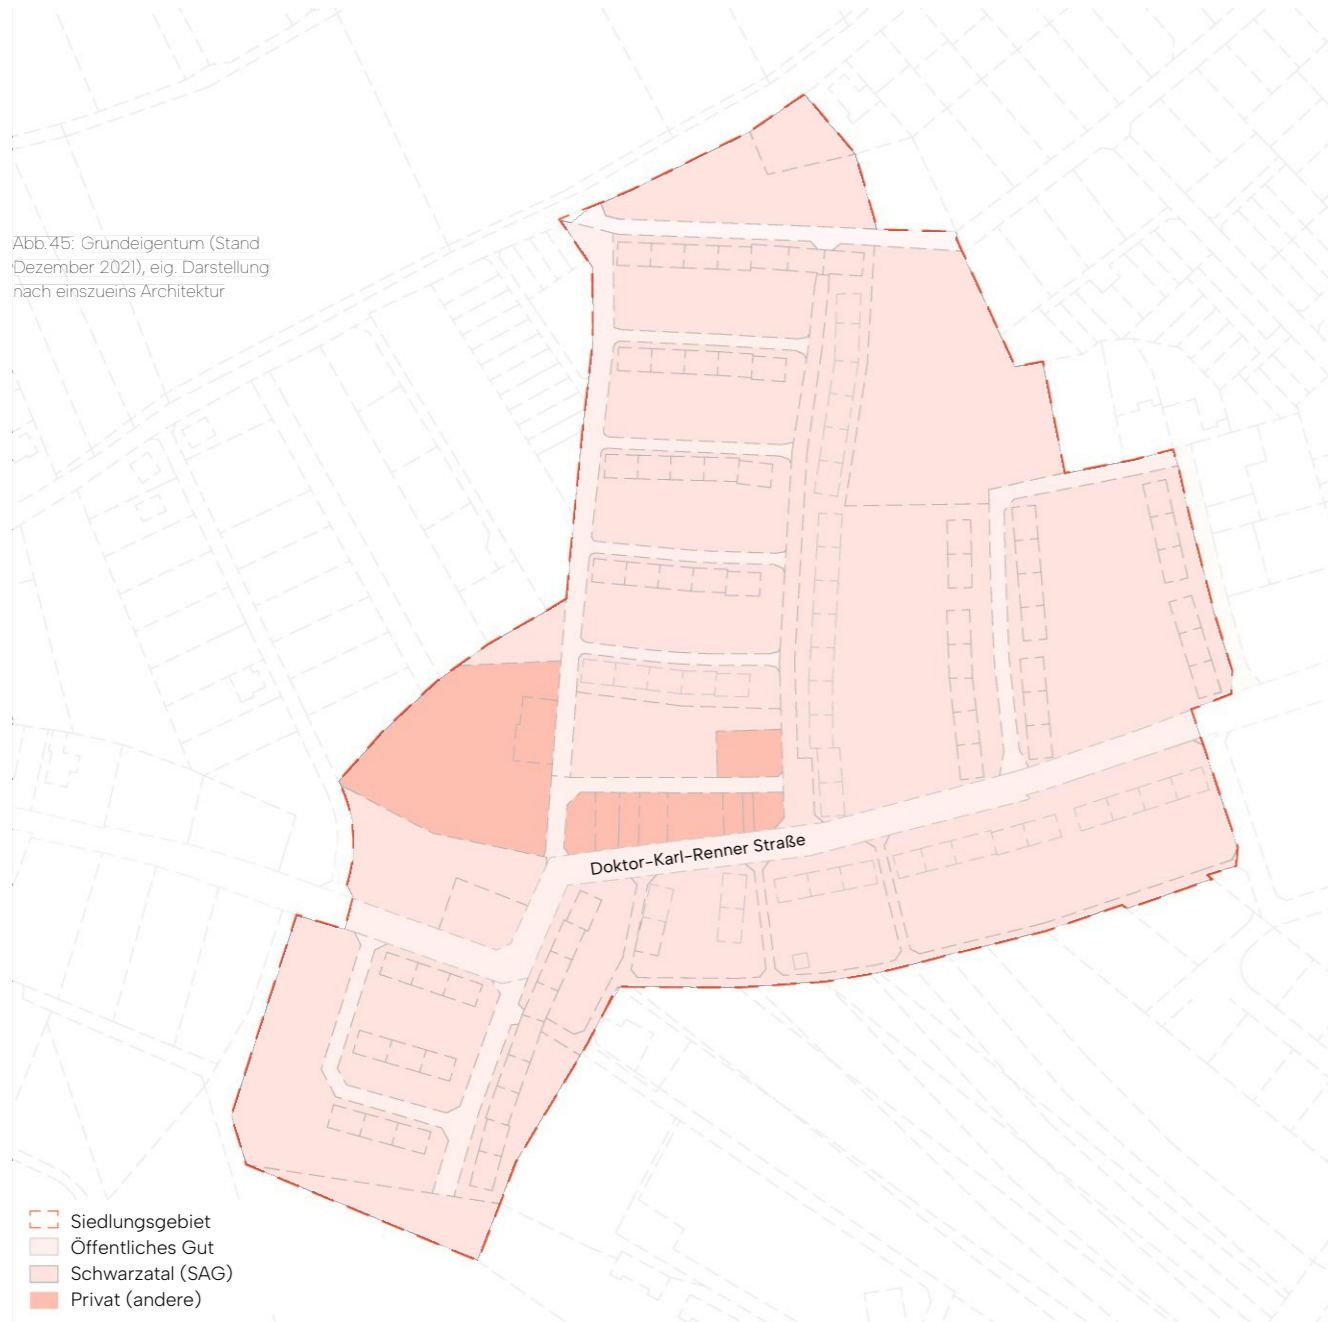 Abb. 45: Grundeigentum (Stand
Dezember 2021), eig. Darstellung
nach einszueins Architektur
Doktor-Karl-Renner Straße
Siedlungsgebiet
Öffentliches Gut
Schwarzatal (SAG)
Privat (andere)